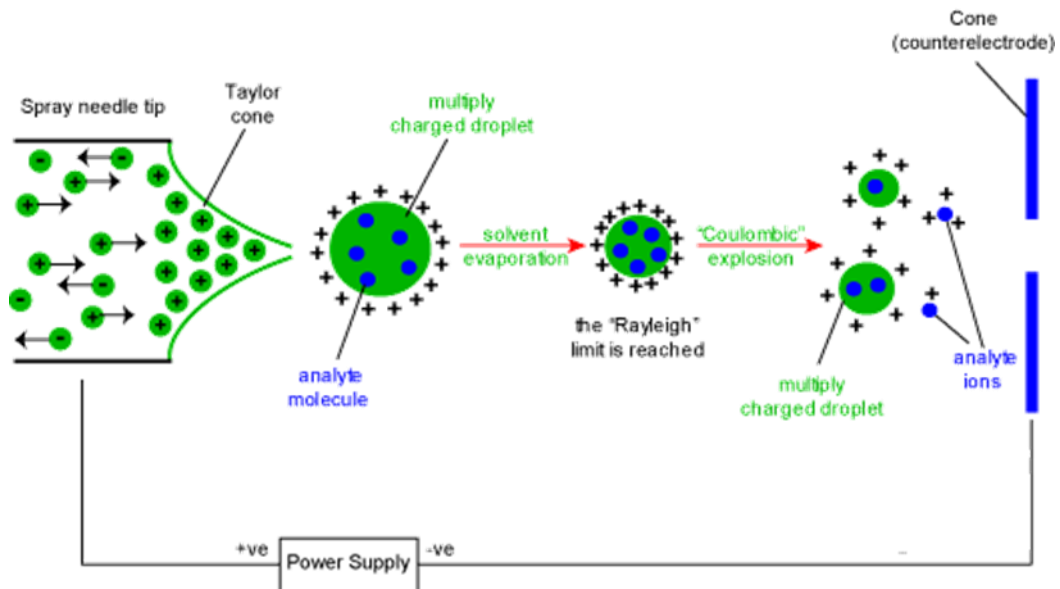 Cone
(counterelectrode)
Spray needle tip
Taylor
cone
multiply
charged droplet
solvent
evaporation
"Coulombic"
explosion
the "Rayleigh"
limit is reached
analyte
molecule
multiply
charged droplet
analyte
ions
+ve
Power Supply
-ve